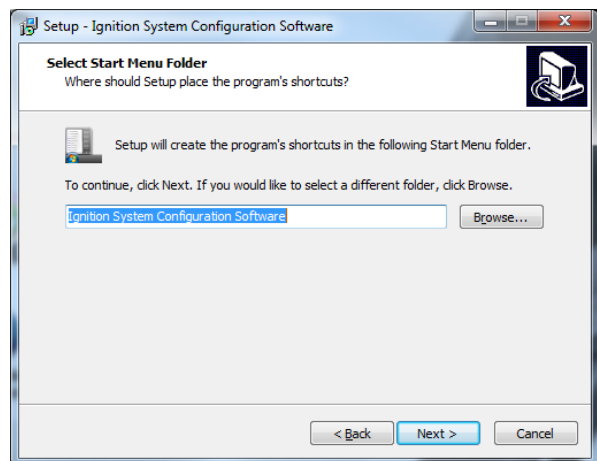 Setup - Ignition System Configuration Software
Select Start Menu Folder
Where should Setup place the program's shortcuts?
Setup will create the program's shortcuts in the following Start Menu folder.
To continue, click Next. If you would like to select a different folder, click Browse.
Ignition System Configuration Software
Browse...
< Back
Next >
Cancel